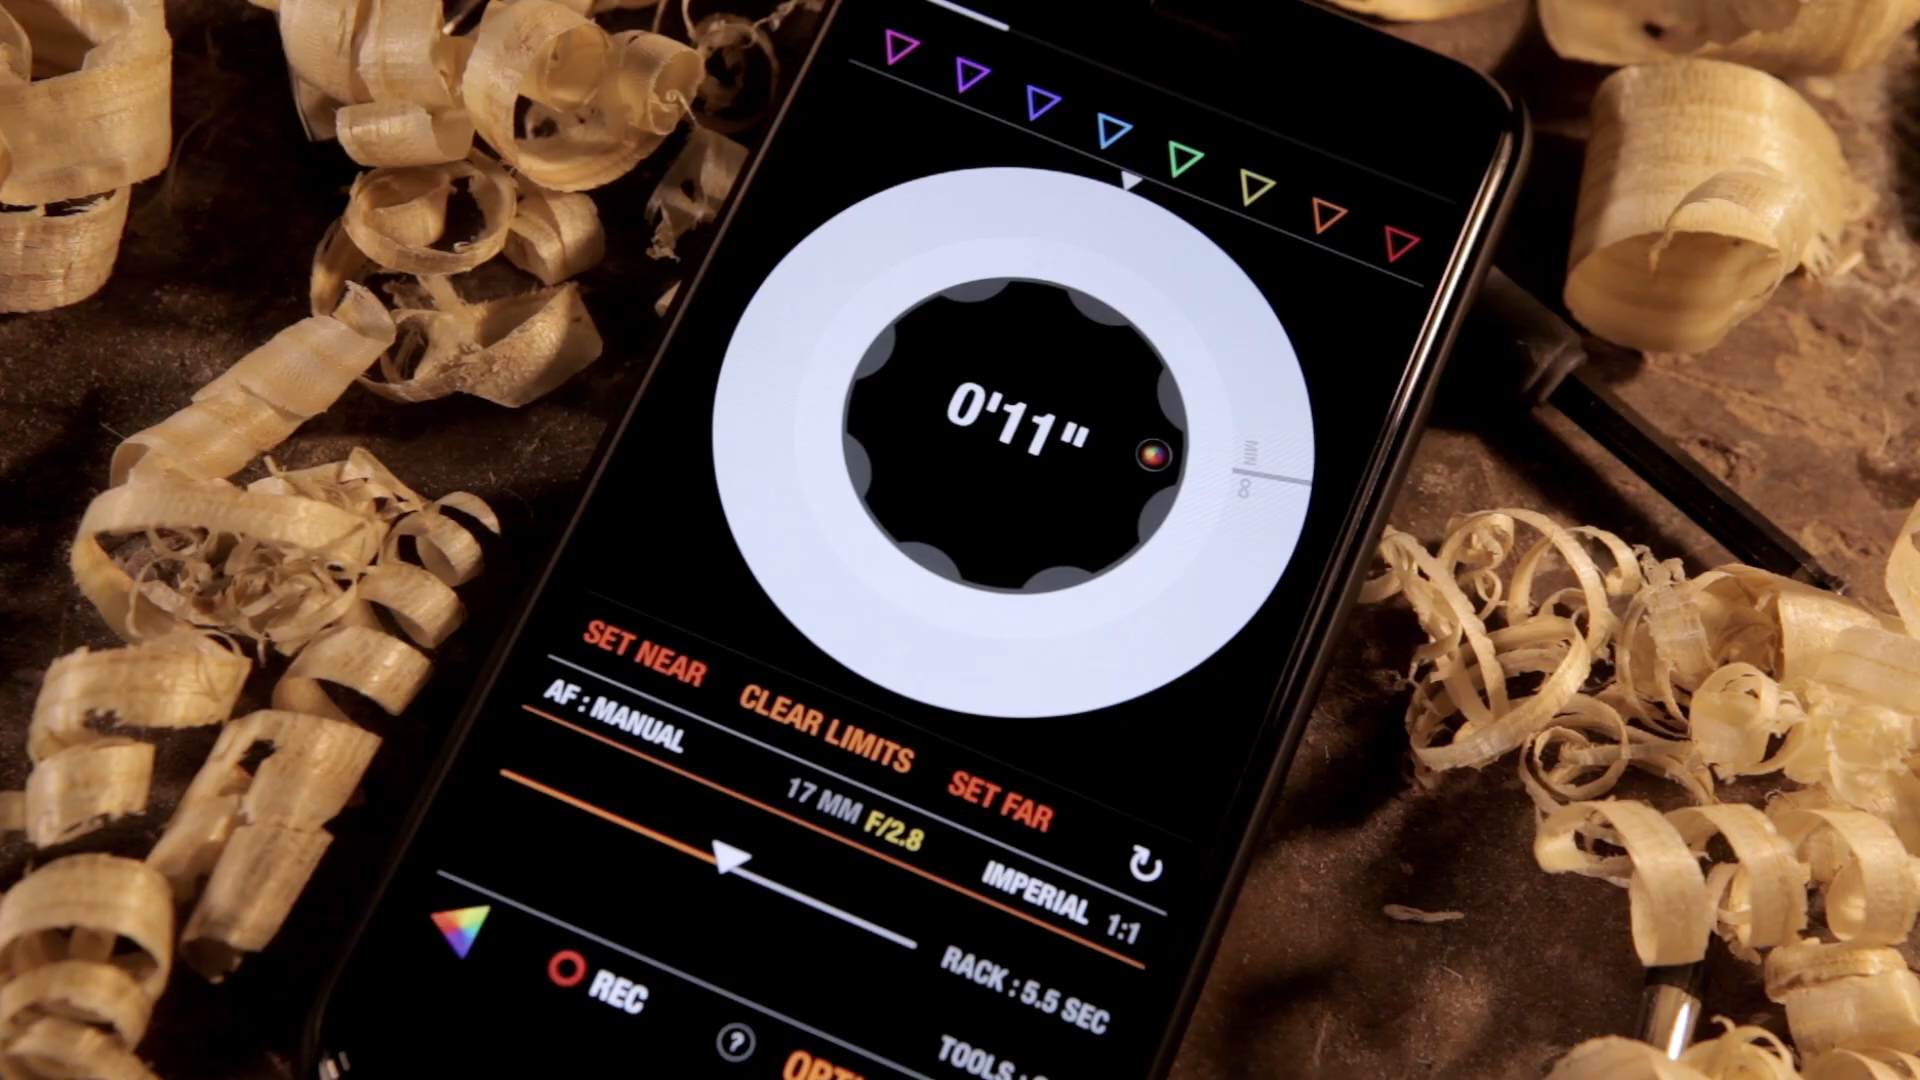 0'11"
MIN
∞
SET NEAR
CLEAR LIMITS
SET FAR
AF : MANUAL
17 MM F/2.8
IMPERIAL 1:1
RACK : 5.5 SEC
REC
?
TOOLS :